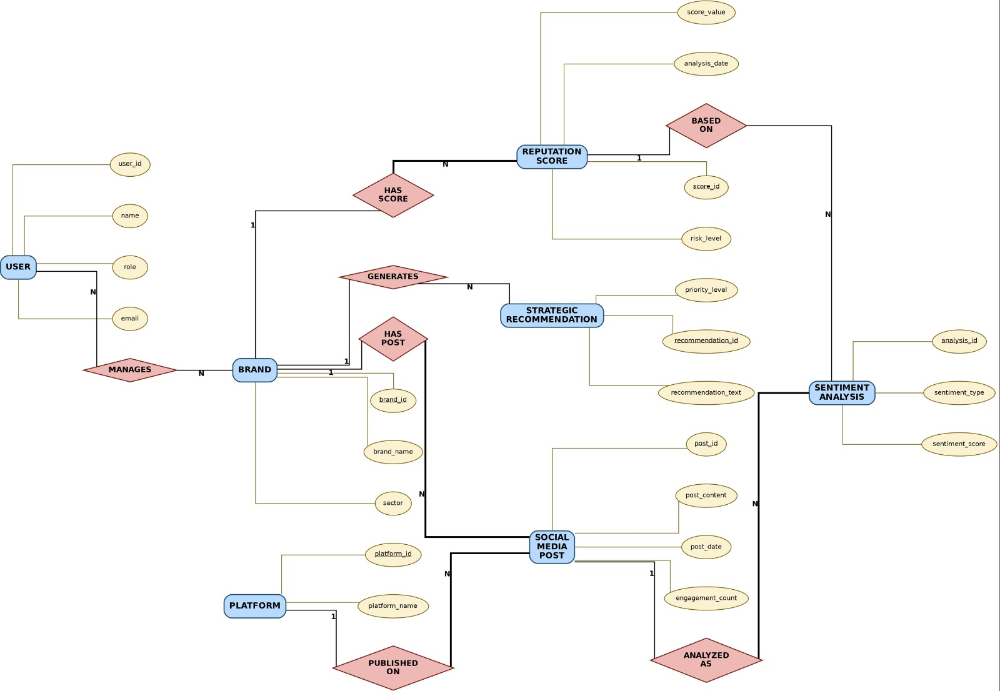 score_value
analysis_date
BASED
ON
REPUTATION
SCORE
1
N
score_id
user_id
HAS
SCORE
name
1
N
risk_level
USER
role
N
GENERATES
N
priority_level
email
STRATEGIC
RECOMMENDATION
HAS
POST
recommendation_id
analysis_id
MANAGES
N
BRAND
1
1
brand_id
recommendation_text
SENTIMENT
ANALYSIS
sentiment_type
brand_name
post_id
sentiment_score
N
sector
post_content
N
SOCIAL
MEDIA
POST
post_date
platform_id
N
1
PLATFORM
platform_name
engagement_count
1
PUBLISHED
ON
ANALYZED
AS